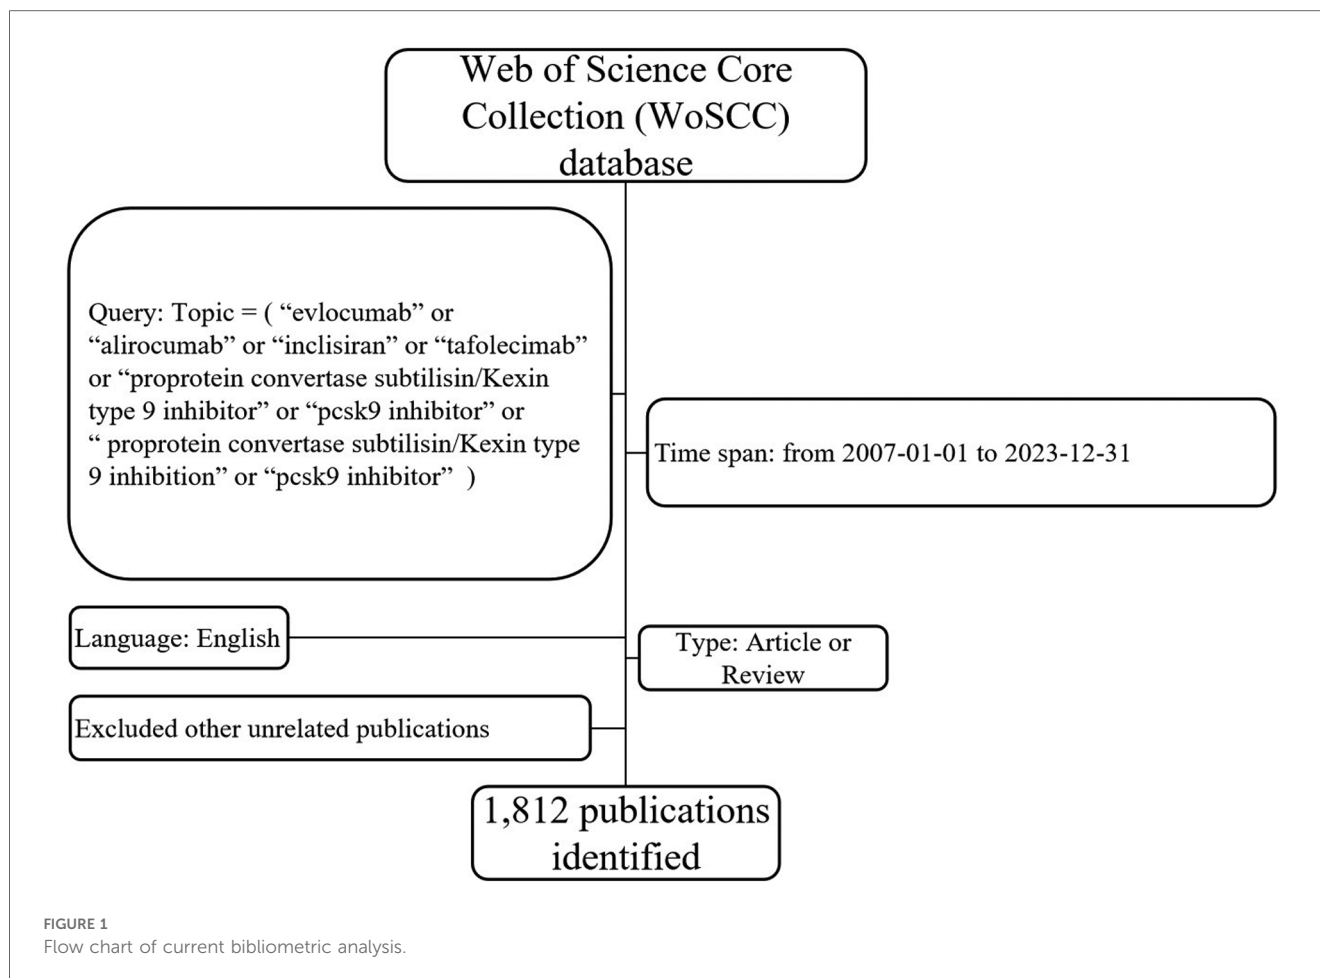 Web of Science Core
Collection (WoSCC)
database
Query: Topic = ( “evlocumab” or
“alirocumab” or “inclisiran” or “tafolecimab”
or “proprotein convertase subtilisin/Kexin
type 9 inhibitor” or “pcsk9 inhibitor” or
“ proprotein convertase subtilisin/Kexin type
9 inhibition” or “pcsk9 inhibitor”  )
Time span: from 2007-01-01 to 2023-12-31
Language: English
Type: Article or
Review
Excluded other unrelated publications
1,812 publications
identified
FIGURE 1
Flow chart of current bibliometric analysis.